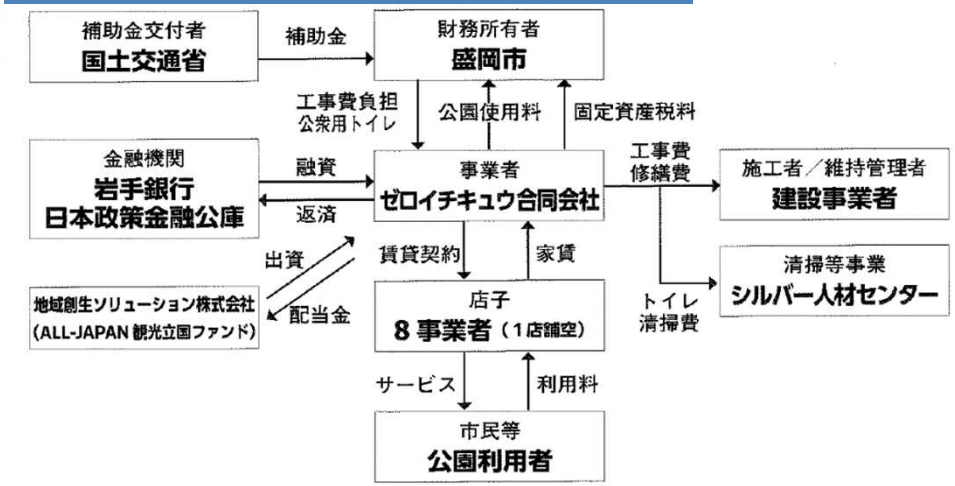 補助金交付者
国土交通省
補助金
財務所有者
盛岡市
工事費負担
公衆用トイレ
公園使用料
固定資産税料
金融機関
岩手銀行
日本政策金融公庫
融資
返済
事業者
ゼロイチキュウ合同会社
工事費
修繕費
施工者／維持管理者
建設事業者
出資
配当金
地域創生ソリューション株式会社
(ALL-JAPAN観光立国ファンド)
賃貸契約
家賃
店子
8事業者(1店舗空)
トイレ
清掃費
清掃等事業
シルバー人材センター
サービス
利用料
市民等
公園利用者